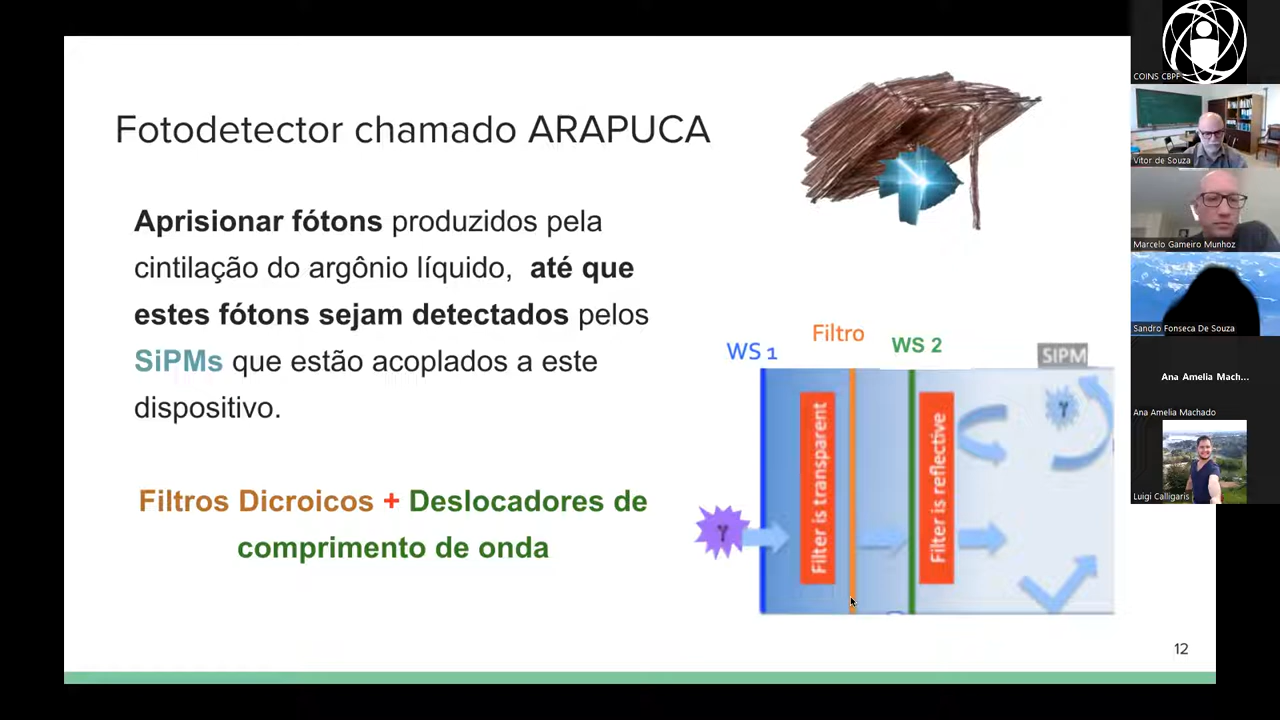 Fotodetector chamado ARAPUCA
Aprisionar fótons produzidos pela
cintilação do argônio líquido, até que
estes fótons sejam detectados pelos
SiPMs que estão acoplados a este
dispositivo.
Filtros Dicroicos + Deslocadores de
comprimento de onda
WS 1
Filtro
WS 2
SIPM
Filter is transparent
Filter is reflective
γ
γ
12
COINS CBPF
Vitor de Souza
Marcelo Gameiro Munhoz
Sandro Fonseca De Souza
Ana Amelia Mach...
Ana Amelia Machado
Luigi Calligaris